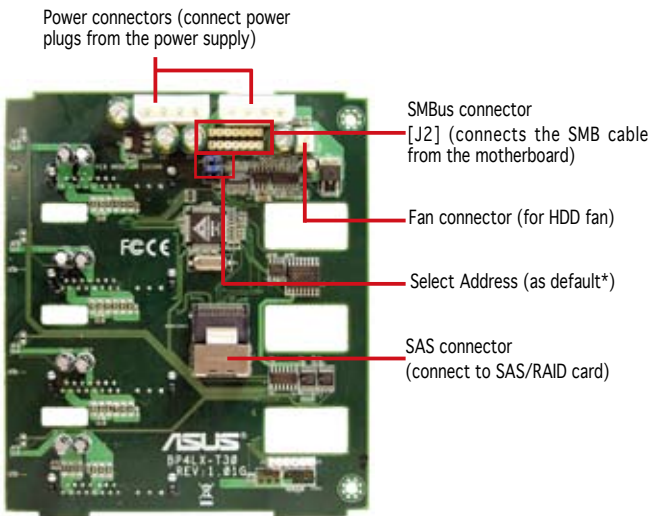 Power connectors (connect power
plugs from the power supply)
SMBus connector
[J2] (connects the SMB cable
from the motherboard)
Fan connector (for HDD fan)
Select Address (as default*)
SAS connector
(connect to SAS/RAID card)
FC CE
ASUS
BP4LX-T30
REV:1.01G